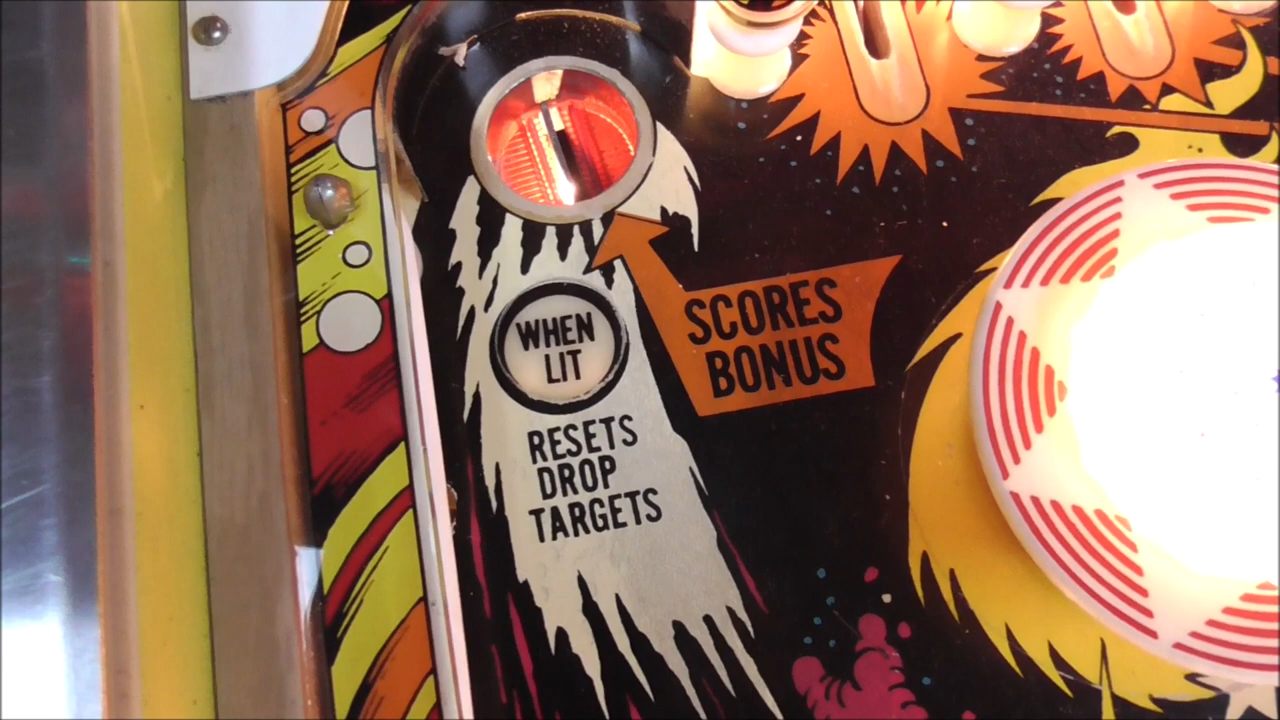 SCORES
BONUS
WHEN
LIT
RESETS
DROP
TARGETS